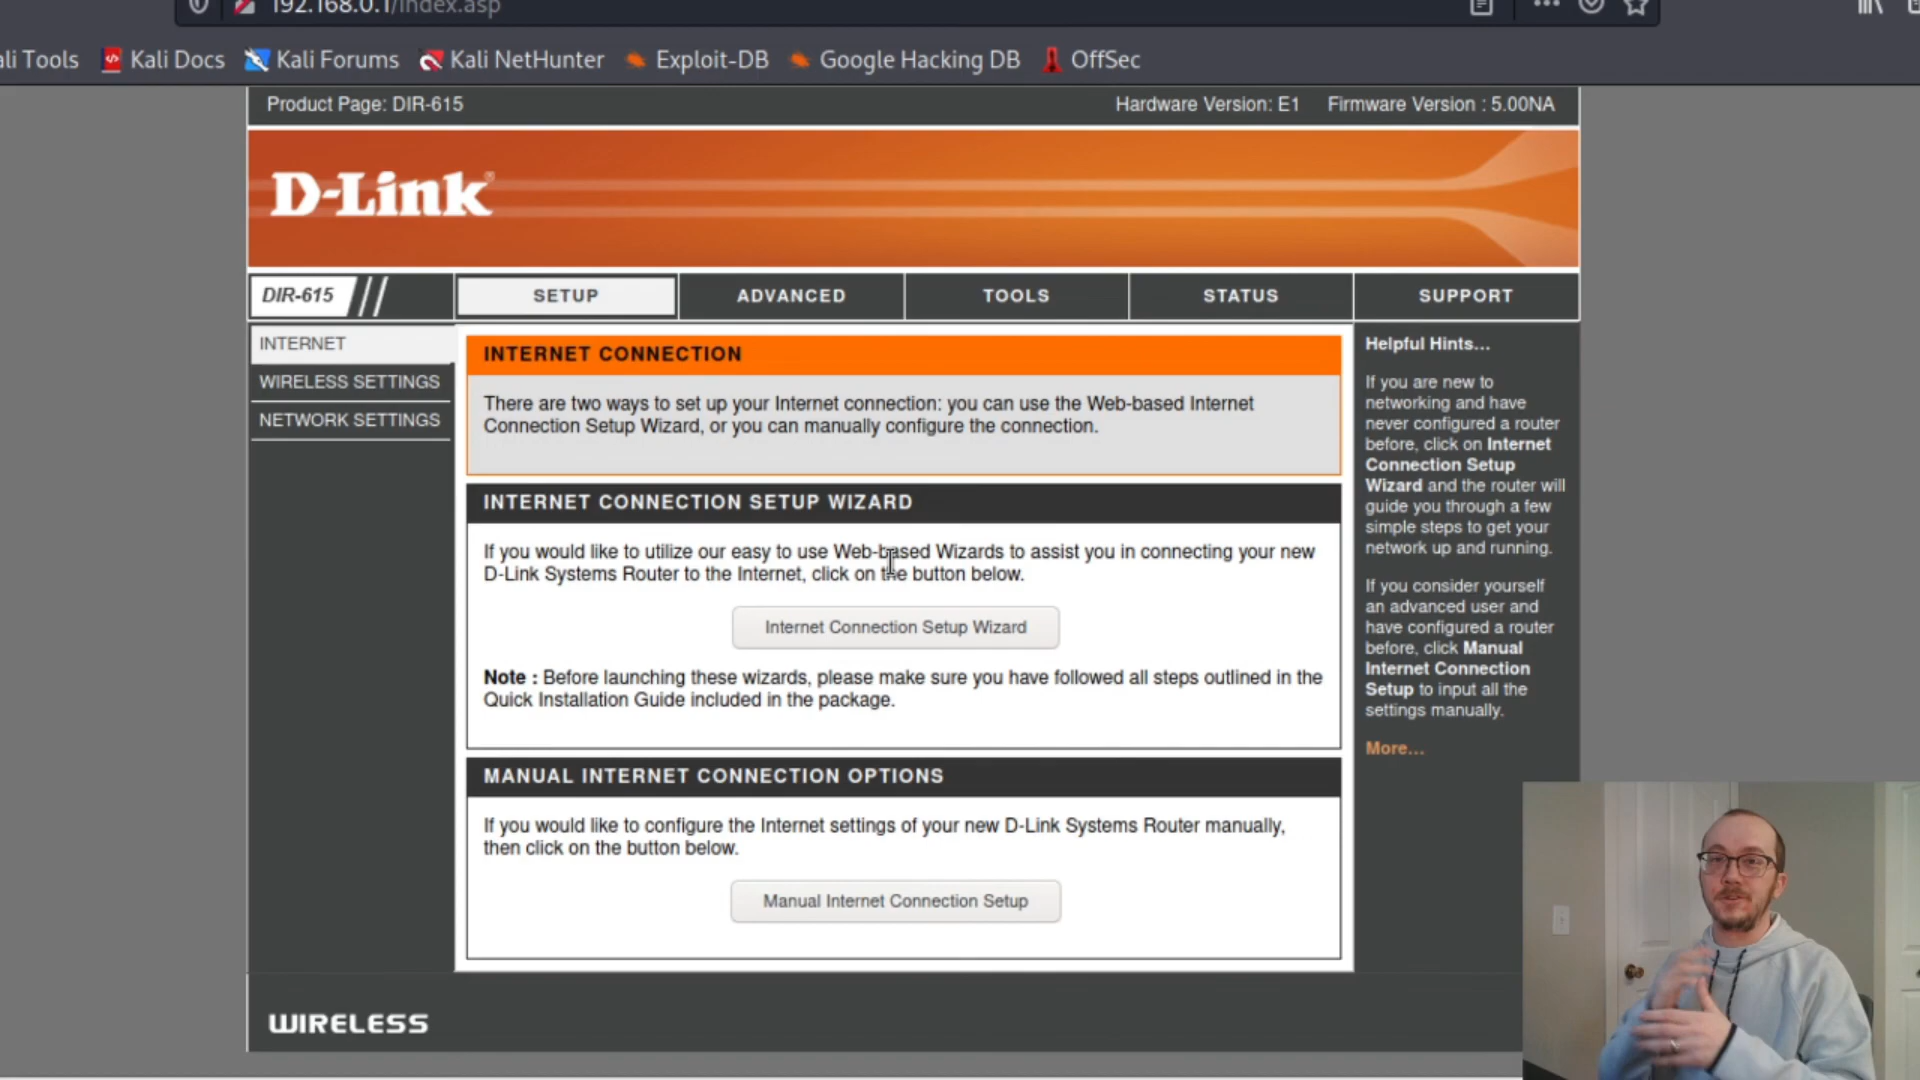 192.168.0.1/index.asp
ali Tools Kali Docs Kali Forums Kali NetHunter Exploit-DB Google Hacking DB OffSec
Product Page: DIR-615 Hardware Version: E1 Firmware Version : 5.00NA
D-Link®
DIR-615 SETUP ADVANCED TOOLS STATUS SUPPORT
INTERNET
WIRELESS SETTINGS
NETWORK SETTINGS
INTERNET CONNECTION
There are two ways to set up your Internet connection: you can use the Web-based Internet
Connection Setup Wizard, or you can manually configure the connection.
INTERNET CONNECTION SETUP WIZARD
If you would like to utilize our easy to use Web-based Wizards to assist you in connecting your new
D-Link Systems Router to the Internet, click on the button below.
Internet Connection Setup Wizard
Note : Before launching these wizards, please make sure you have followed all steps outlined in the
Quick Installation Guide included in the package.
MANUAL INTERNET CONNECTION OPTIONS
If you would like to configure the Internet settings of your new D-Link Systems Router manually,
then click on the button below.
Manual Internet Connection Setup
Helpful Hints...
If you are new to
networking and have
never configured a router
before, click on Internet
Connection Setup
Wizard and the router will
guide you through a few
simple steps to get your
network up and running.
If you consider yourself
an advanced user and
have configured a router
before, click Manual
Internet Connection
Setup to input all the
settings manually.
More...
WIRELESS